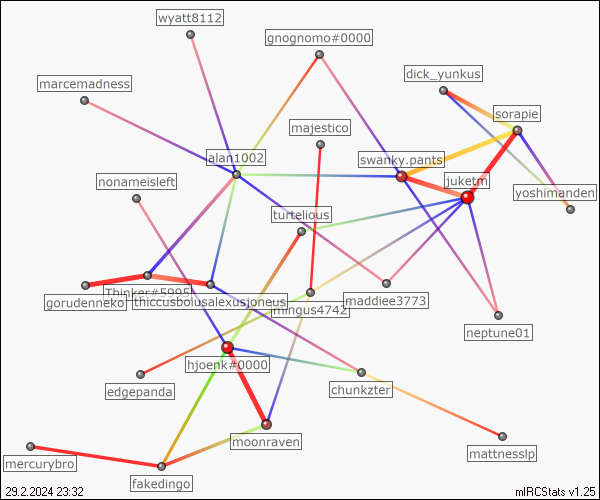 wyatt8112
gnognomo#0000
dick_yunkus
marcemadness
sorapie
majestico
alan1002
swanky.pants
nonameisleft
juketm
yoshimanden
turtelious
Thinker#5995
gorudenneko
thiccusbolusalexusjoneus
maddiee3773
mingus4742
neptune01
hjoenk#0000
edgepanda
chunkzter
moonraven
mattnesslp
mercurybro
fakedingo
29.2.2024 23:32
mIRCStats v1.25